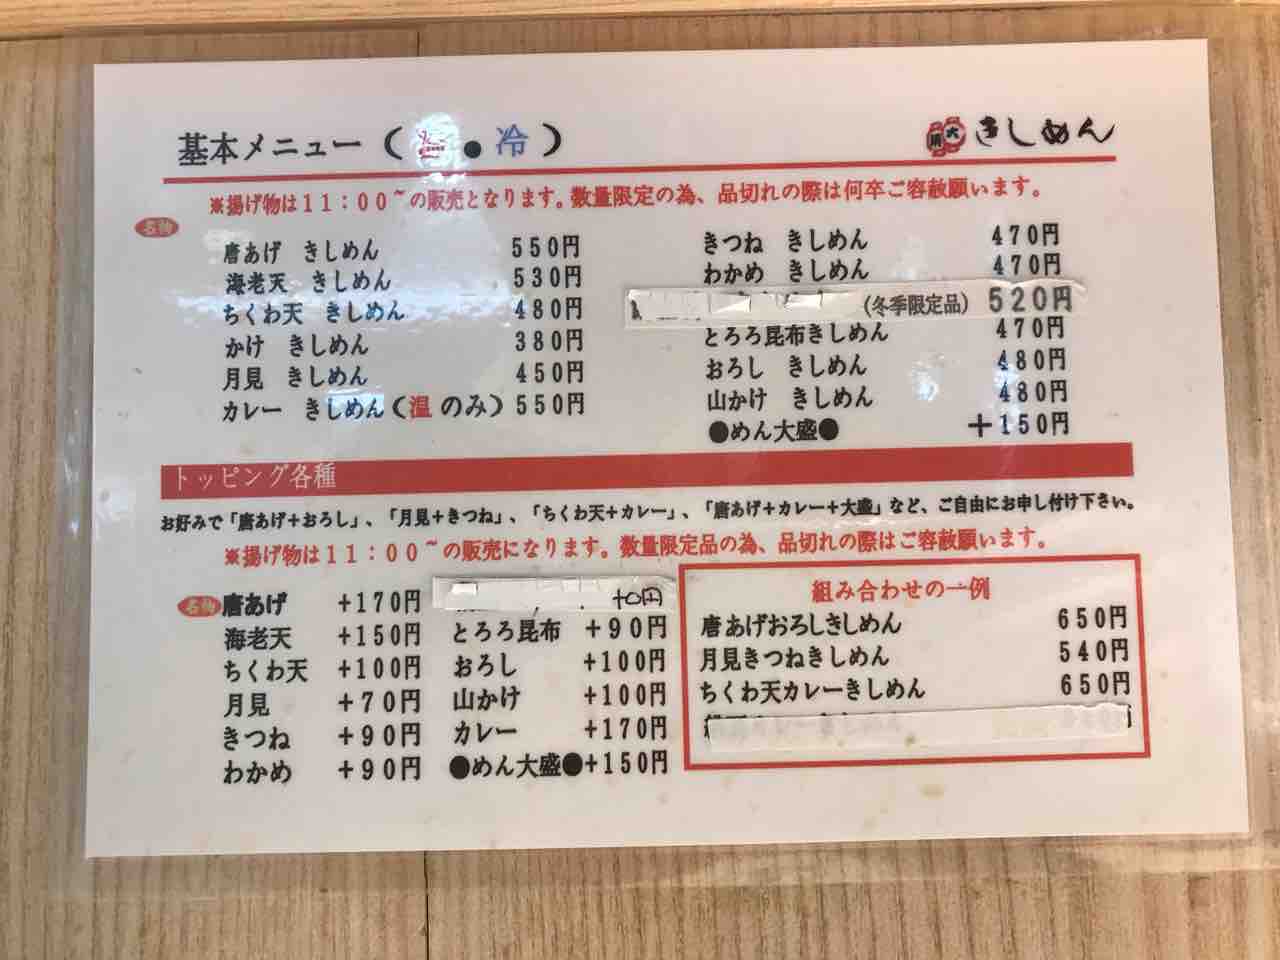 基本メニュー(　●冷)
きしめん
※揚げ物は11:00~の販売となります。数量限定の為、品切れの際は何卒ご容赦願います。
名物
唐あげ　きしめん　550円
海老天　きしめん　530円
ちくわ天　きしめん　480円
かけ　きしめん　380円
月見　きしめん　450円
カレー　きしめん(温のみ)　550円
きつね　きしめん　470円
わかめ　きしめん　470円
(冬季限定品)　520円
とろろ昆布きしめん　470円
おろし　きしめん　480円
山かけ　きしめん　480円
●めん大盛●　+150円
トッピング各種
お好みで「唐あげ+おろし」、「月見+きつね」、「ちくわ天+カレー」、「唐あげ+カレー+大盛」など、ご自由にお申し付け下さい。
※揚げ物は11:00~の販売になります。数量限定品の為、品切れの際はご容赦願います。
名物 唐あげ　+170円
海老天　+150円
ちくわ天　+100円
月見　+70円
きつね　+90円
わかめ　+90円
とろろ昆布　+90円
おろし　+100円
山かけ　+100円
カレー　+170円
●めん大盛●+150円
組み合わせの一例
唐あげおろしきしめん　650円
月見きつねきしめん　540円
ちくわ天カレーきしめん　650円